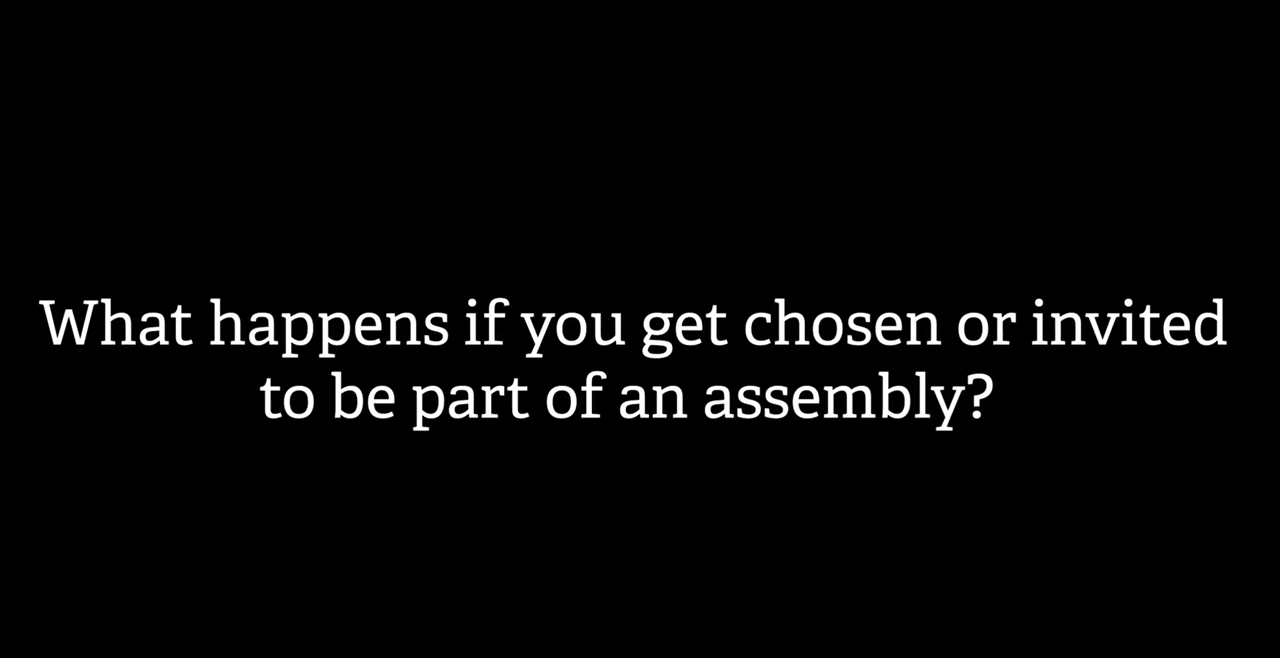 What happens if you get chosen or invited
to be part of an assembly?